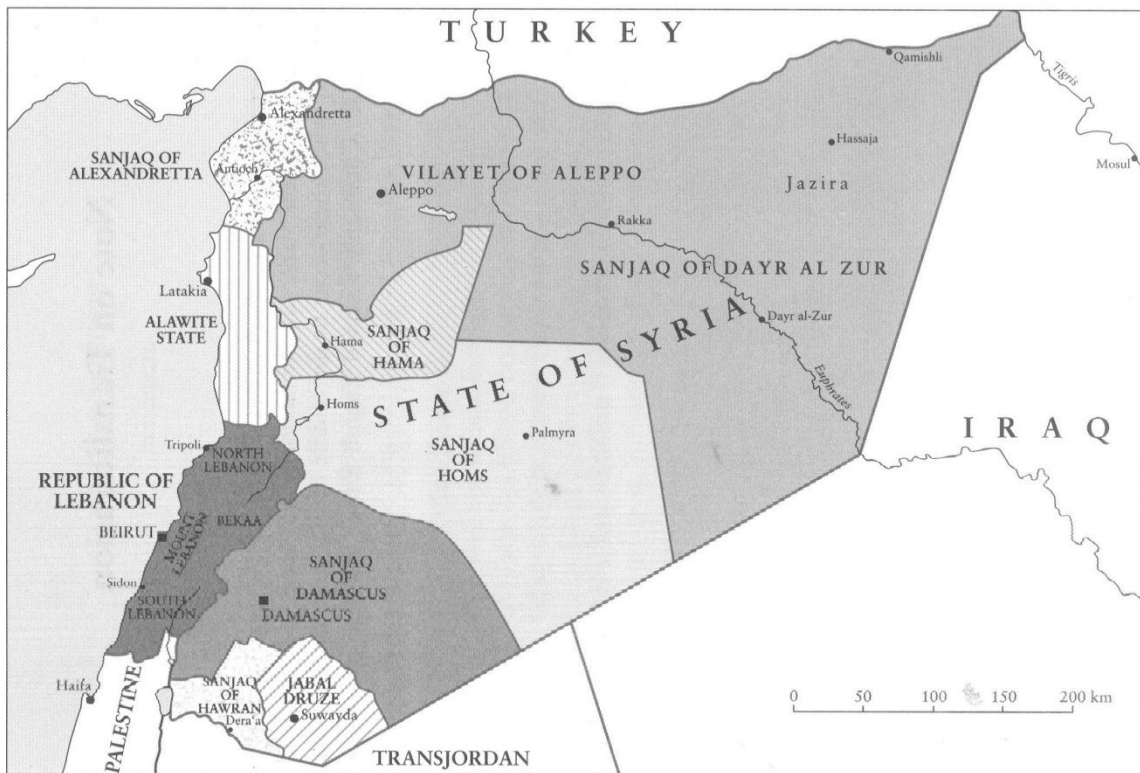 TURKEY
Qamishli
Tigris
Alexandretta
Hassaja
SANJAQ OF
ALEXANDRETTA
Antioch
VILAYET OF ALEPPO
Mosul
Aleppo
Jazira
Rakka
SANJAQ OF DAYR AL ZUR
Latakia
ALAWITE
STATE
Dayr al-Zur
SANJAQ
OF
HAMA
Hama
STATE OF SYRIA
Euphrates
Homs
Palmyra
IRAQ
Tripoli
NORTH
LEBANON
SANJAQ
OF
HOMS
REPUBLIC OF
LEBANON
BEKAA
BEIRUT
MOUNT
LEBANON
SANJAQ
OF
DAMASCUS
Sidon
SOUTH
LEBANON
DAMASCUS
Haifa
PALESTINE
SANJAQ
OF
HAWRAN
Dera'a
JABAL
DRUZE
Suwayda
0 50 100 150 200 km
TRANSJORDAN